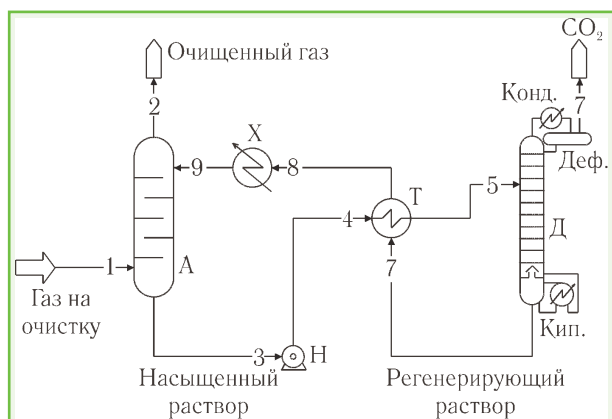 CO₂
Очищенный газ
2
7
Конд.
Деф.
X
9
8
Т
5
4
Д
1
А
7
Газ на
очистку
Кип.
3
Н
Насыщенный
раствор
Регенерирующий
раствор